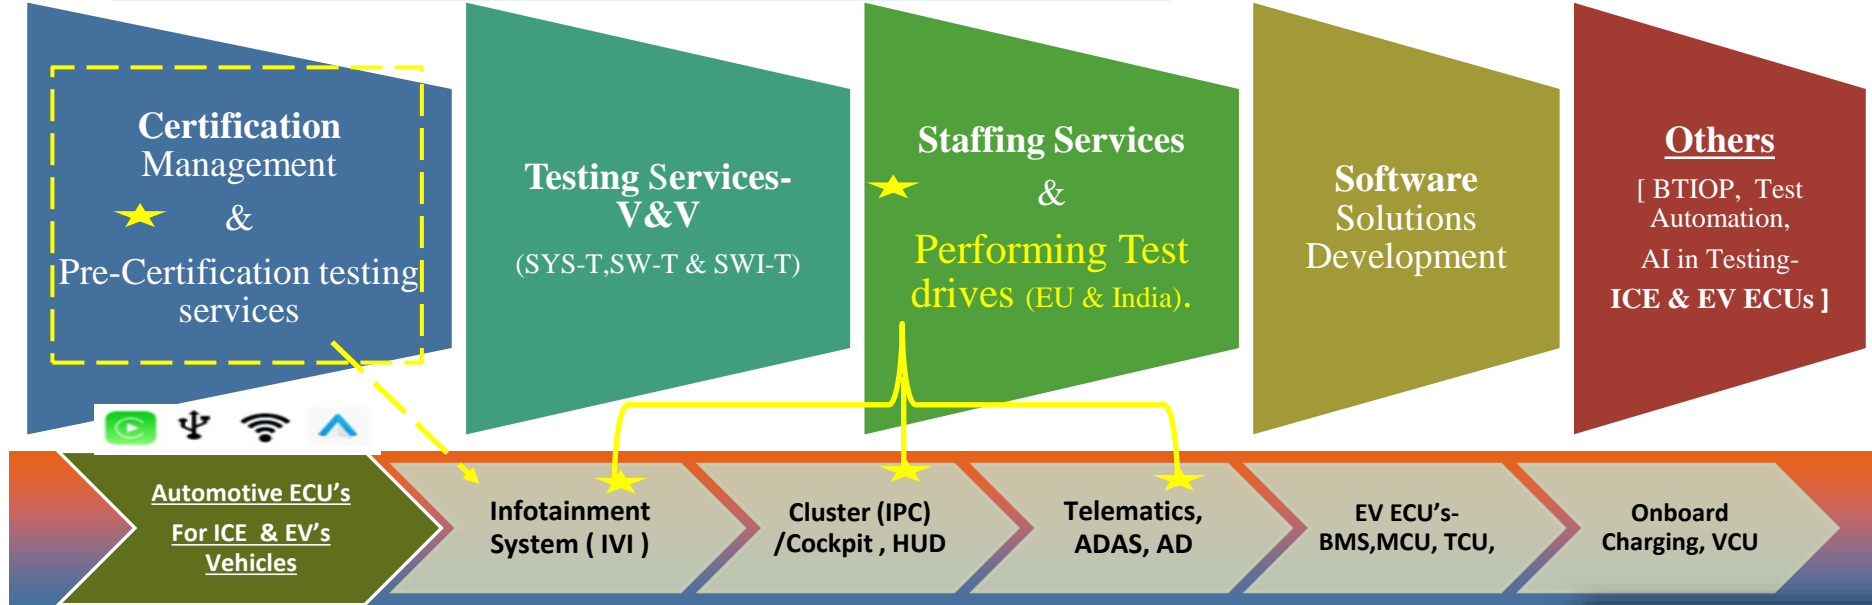 Certification
Management
&
Pre-Certification testing
services
Testing Services-
V&V
(SYS-T,SW-T & SWI-T)
Staffing Services
&
Performing Test
drives (EU & India).
Software
Solutions
Development
Others
[ BTIOP, Test
Automation,
AI in Testing-
ICE & EV ECUs ]
Automotive ECU’s
For ICE & EV’s
Vehicles
Infotainment
System ( IVI )
Cluster (IPC)
/Cockpit , HUD
Telematics,
ADAS, AD
EV ECU’s-
BMS,MCU, TCU,
Onboard
Charging, VCU